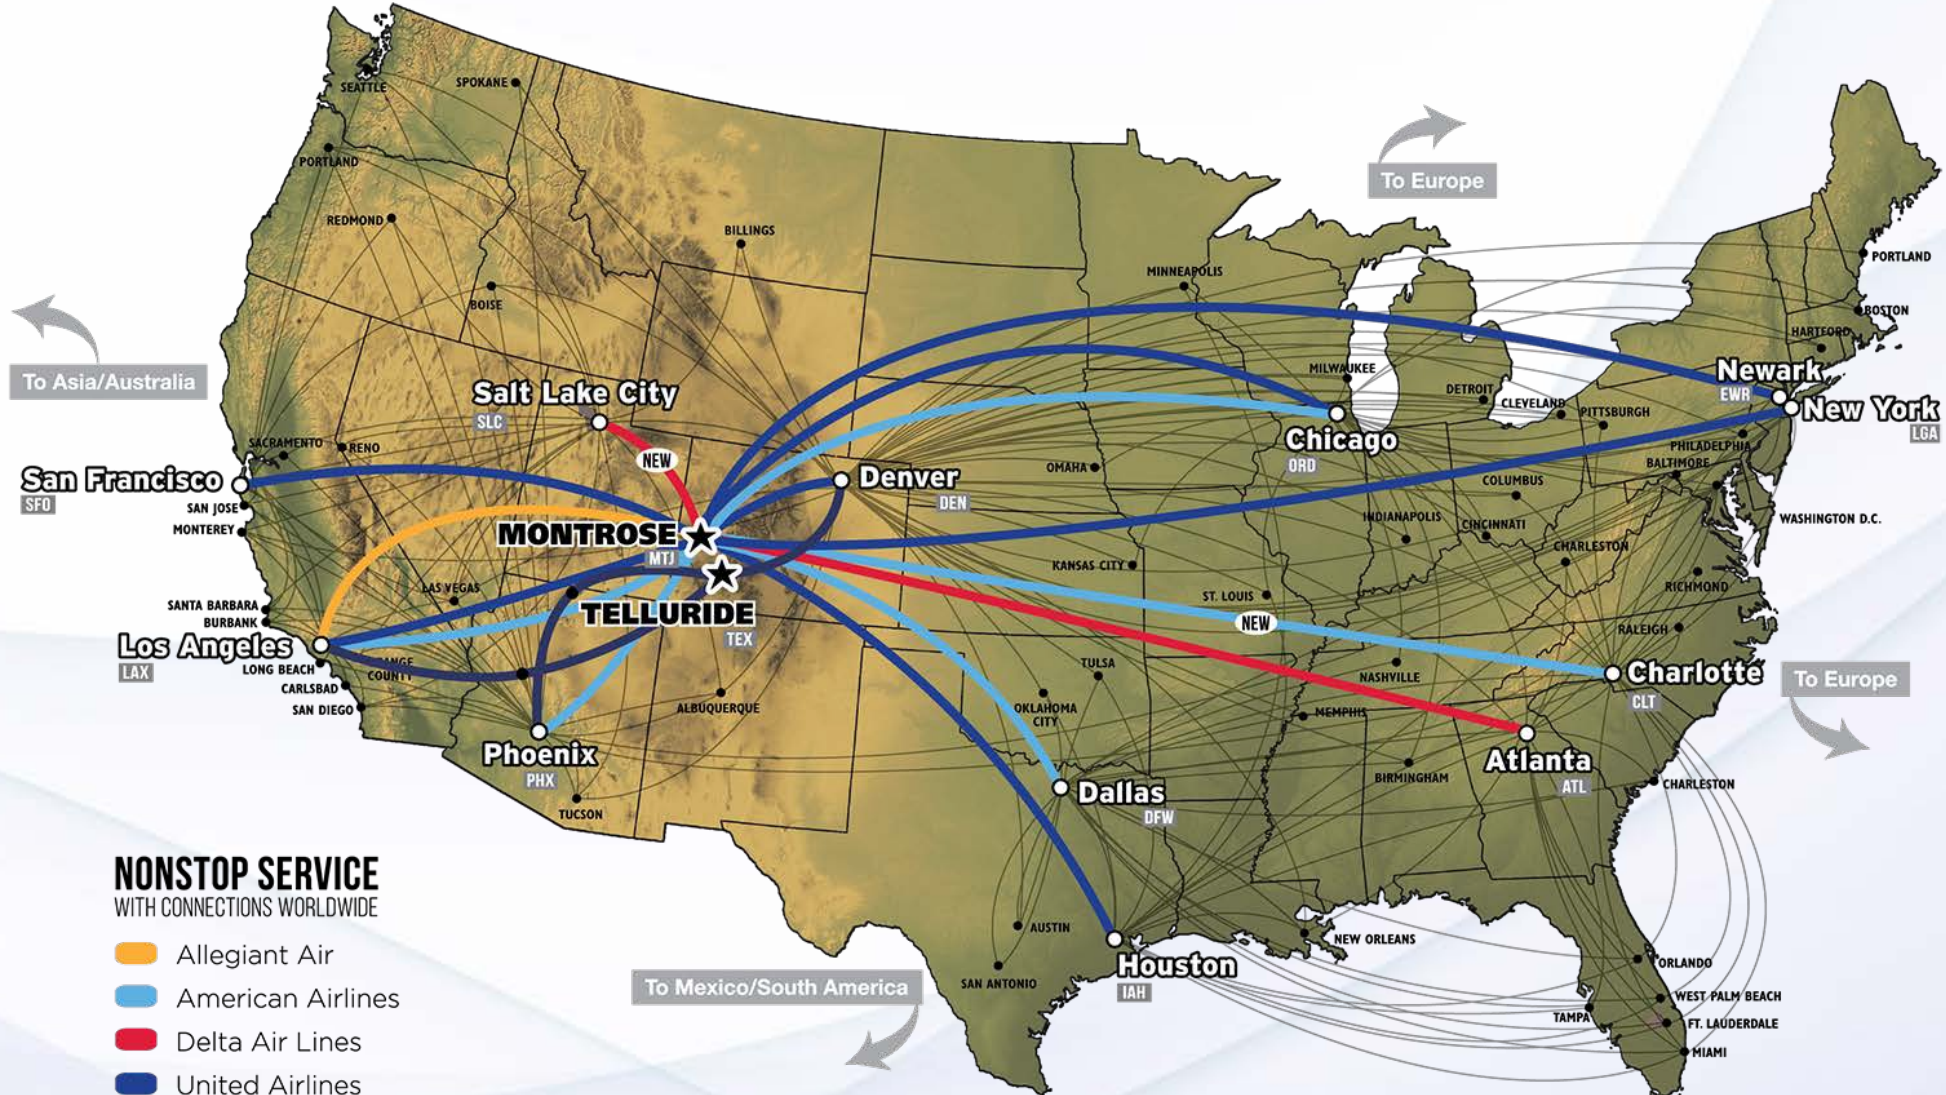 SEATTLE
SPOKANE
PORTLAND
REDMOND
BILLINGS
BOISE
MINNEAPOLIS
To Europe
PORTLAND
BOSTON
HARTFORD
To Asia/Australia
Salt Lake City
SLC
NEW
MILWAUKEE
DETROIT
CLEVELAND
PITTSBURGH
Newark
EWR
New York
LGA
PHILADELPHIA
BALTIMORE
SACRAMENTO
RENO
San Francisco
SFO
SAN JOSE
MONTEREY
Denver
DEN
OMAHA
Chicago
ORD
COLUMBUS
INDIANAPOLIS
CINCINNATI
WASHINGTON D.C.
MONTROSE
MTJ
KANSAS CITY
CHARLESTON
RICHMOND
LAS VEGAS
TELLURIDE
TEX
ST. LOUIS
NEW
RALEIGH
SANTA BARBARA
BURBANK
Los Angeles
LAX
LONG BEACH
ORANGE
COUNTY
CARLSBAD
SAN DIEGO
TULSA
NASHVILLE
Charlotte
CLT
To Europe
ALBUQUERQUE
OKLAHOMA
CITY
MEMPHIS
Phoenix
PHX
TUCSON
Dallas
DFW
BIRMINGHAM
Atlanta
ATL
CHARLESTON
NONSTOP SERVICE
WITH CONNECTIONS WORLDWIDE
Allegiant Air
American Airlines
Delta Air Lines
United Airlines
AUSTIN
SAN ANTONIO
Houston
IAH
NEW ORLEANS
To Mexico/South America
ORLANDO
WEST PALM BEACH
TAMPA
FT. LAUDERDALE
MIAMI